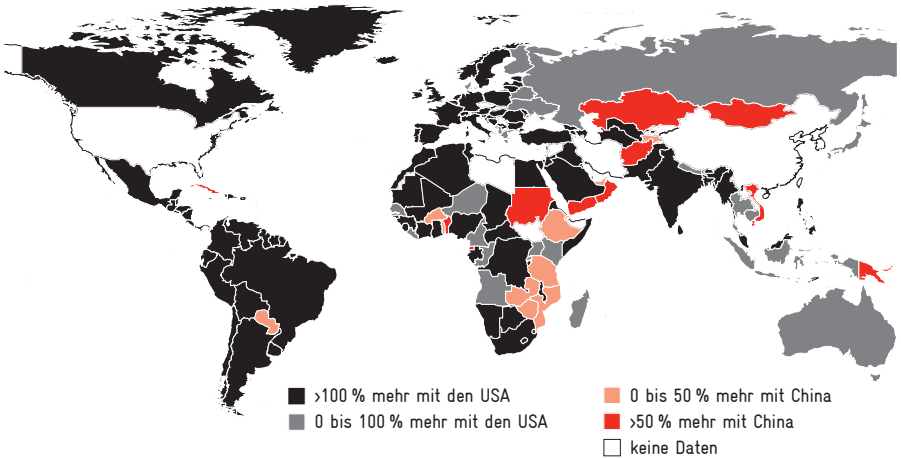 >100 % mehr mit den USA
0 bis 100 % mehr mit den USA
0 bis 50 % mehr mit China
>50 % mehr mit China
keine Daten